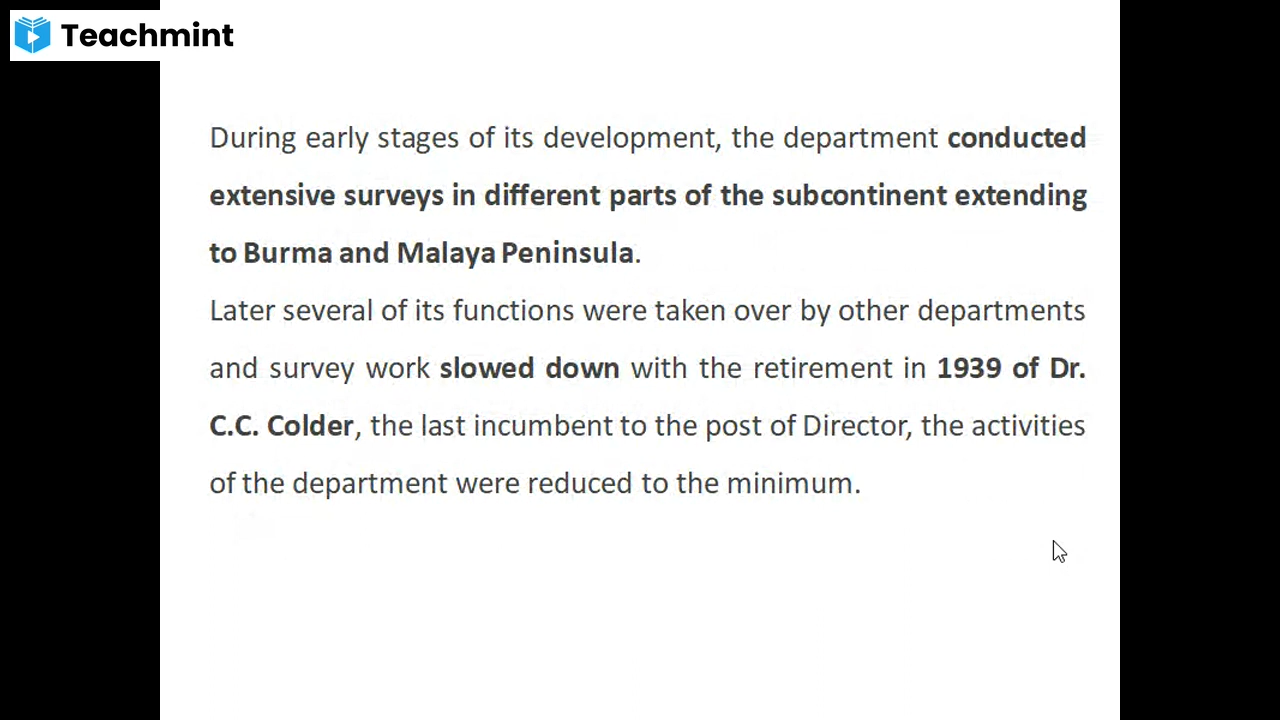 Teachmint
During early stages of its development, the department conducted
extensive surveys in different parts of the subcontinent extending
to Burma and Malaya Peninsula.
Later several of its functions were taken over by other departments
and survey work slowed down with the retirement in 1939 of Dr.
C.C. Colder, the last incumbent to the post of Director, the activities
of the department were reduced to the minimum.